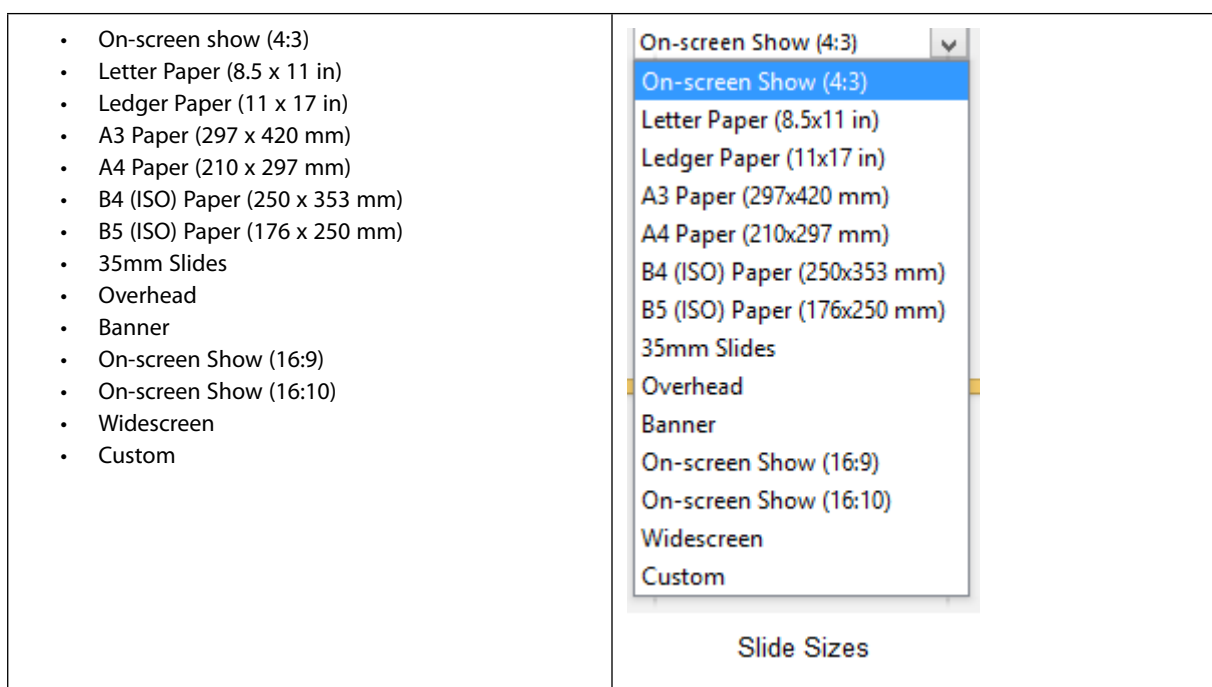 • On-screen show (4:3)
• Letter Paper (8.5 x 11 in)
• Ledger Paper (11 x 17 in)
• A3 Paper (297 x 420 mm)
• A4 Paper (210 x 297 mm)
• B4 (ISO) Paper (250 x 353 mm)
• B5 (ISO) Paper (176 x 250 mm)
• 35mm Slides
• Overhead
• Banner
• On-screen Show (16:9)
• On-screen Show (16:10)
• Widescreen
• Custom
On-screen Show (4:3)
On-screen Show (4:3)
Letter Paper (8.5x11 in)
Ledger Paper (11x17 in)
A3 Paper (297x420 mm)
A4 Paper (210x297 mm)
B4 (ISO) Paper (250x353 mm)
B5 (ISO) Paper (176x250 mm)
35mm Slides
Overhead
Banner
On-screen Show (16:9)
On-screen Show (16:10)
Widescreen
Custom
Slide Sizes